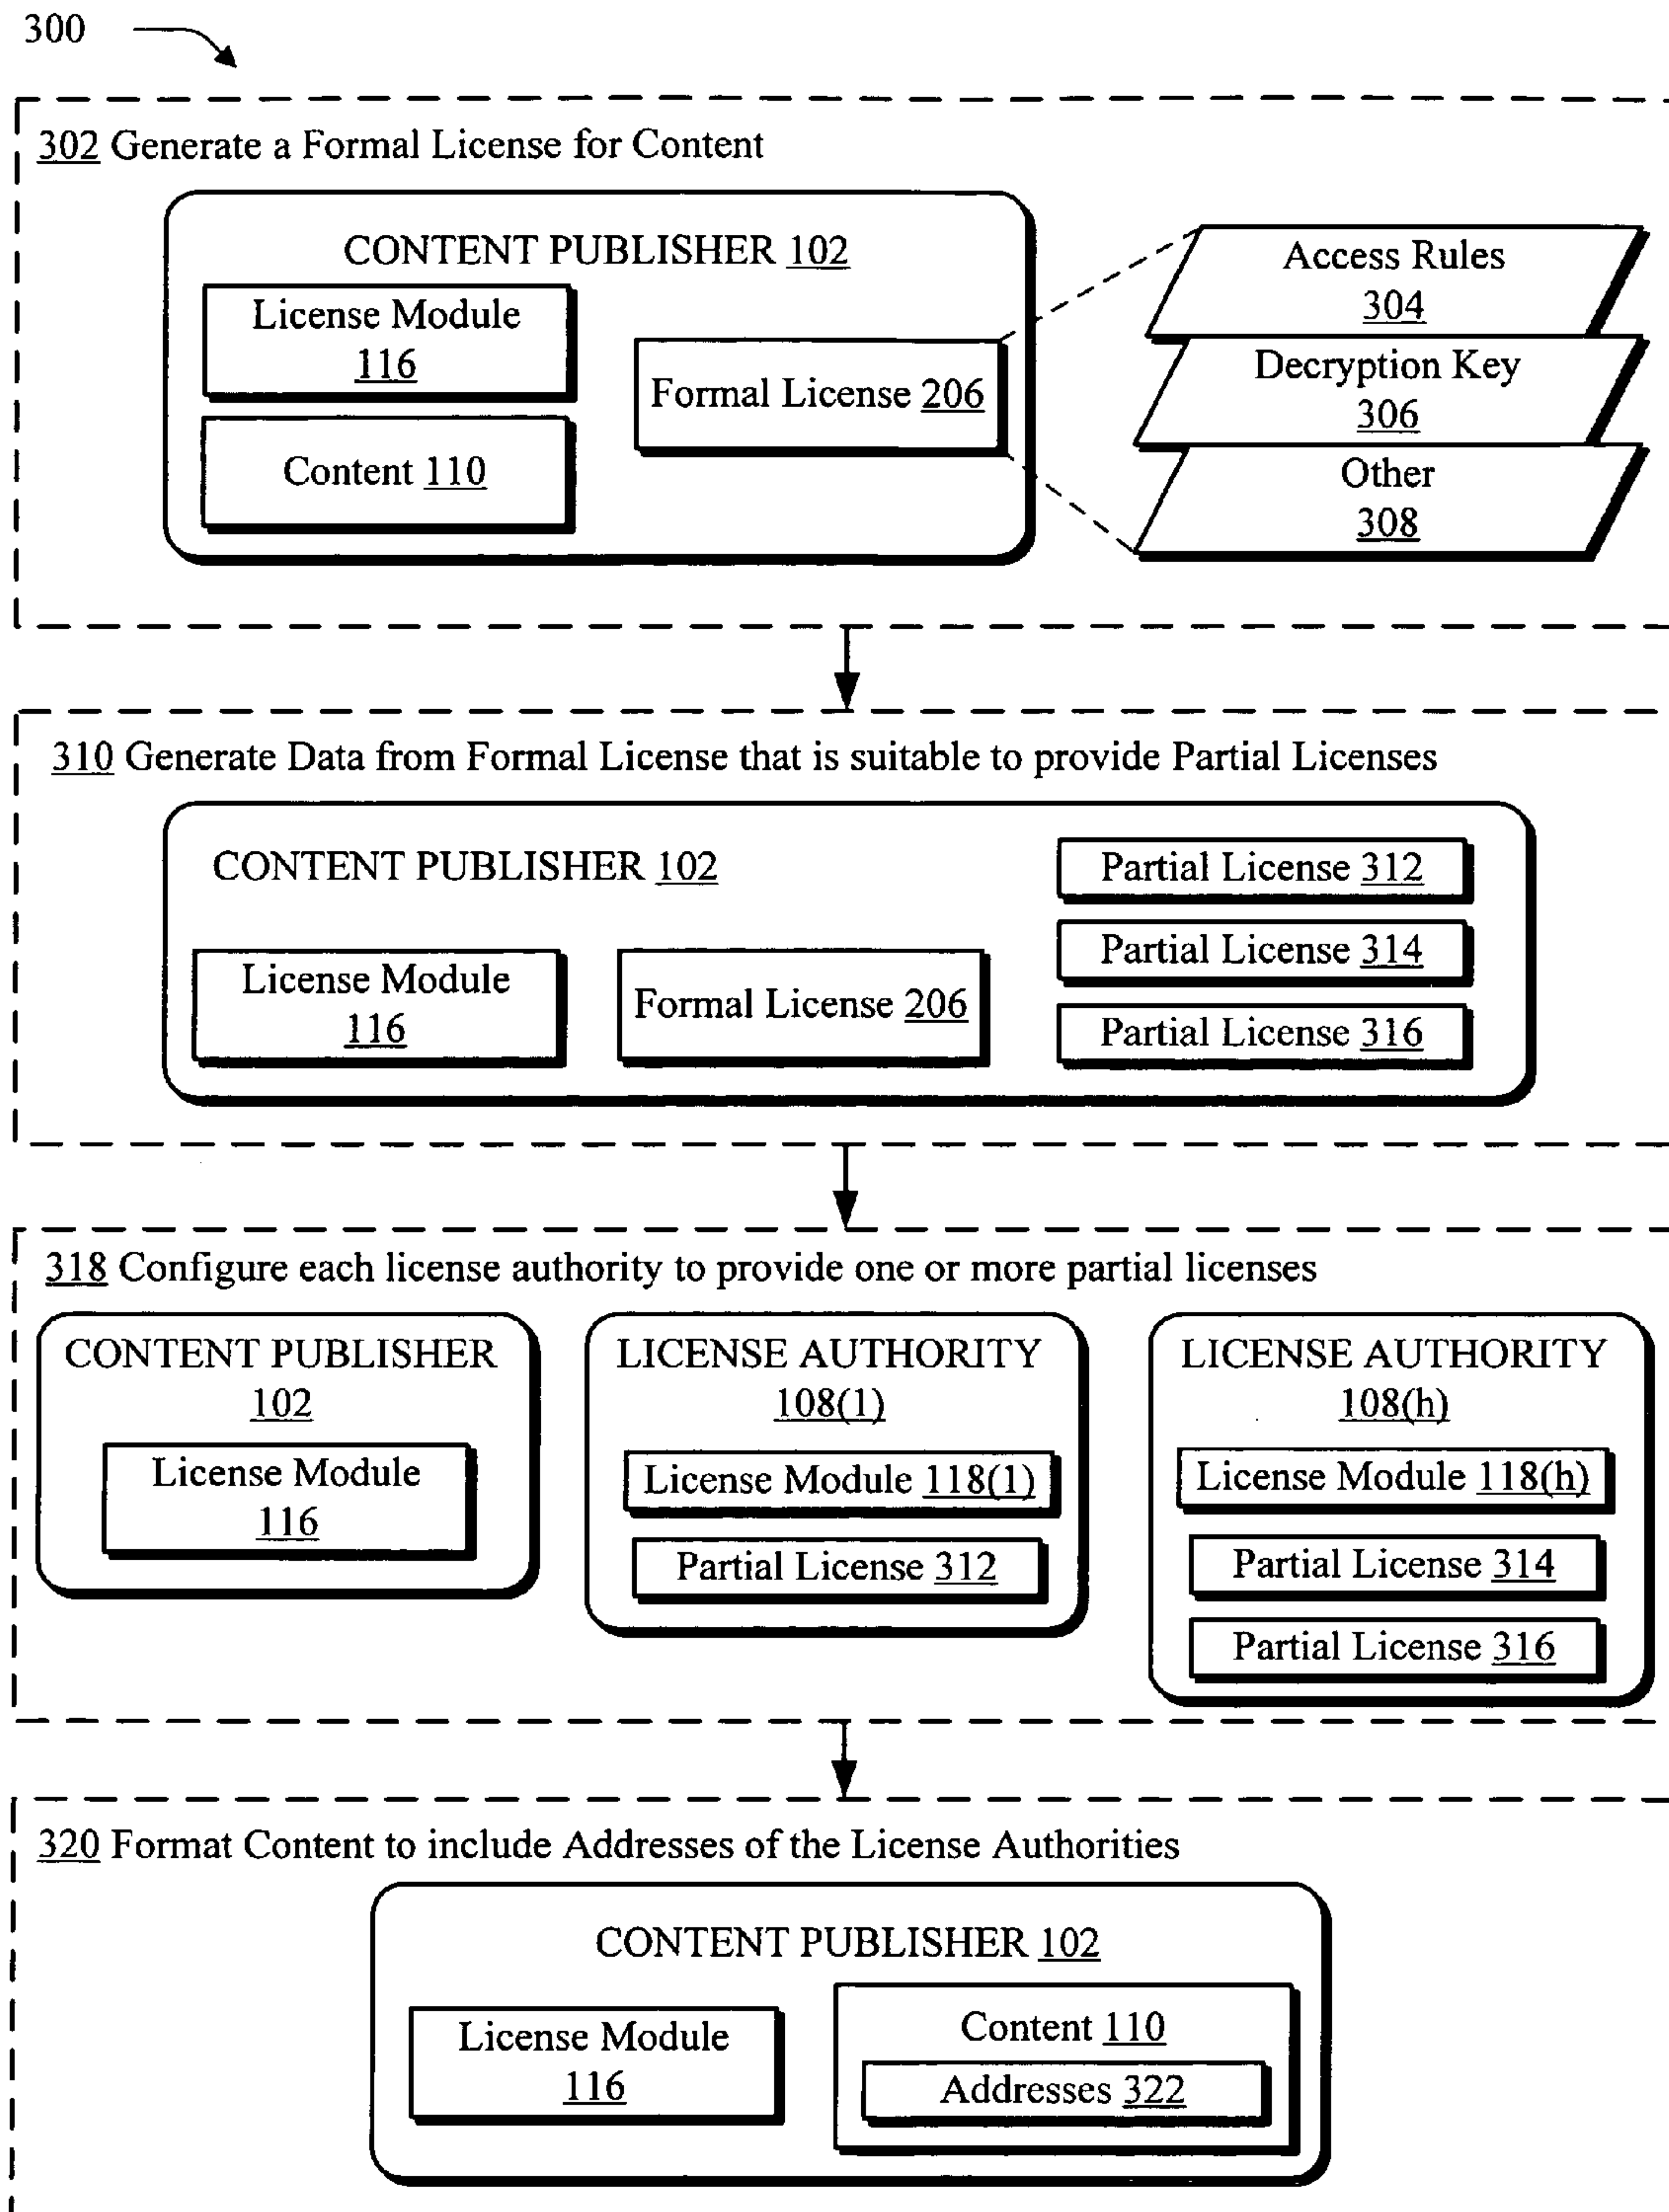 300
302 Generate a Formal License for Content
CONTENT PUBLISHER 102
License Module
116
Content 110
Formal License 206
Access Rules
304
Decryption Key
306
Other
308
310 Generate Data from Formal License that is suitable to provide Partial Licenses
CONTENT PUBLISHER 102
License Module
116
Formal License 206
Partial License 312
Partial License 314
Partial License 316
318 Configure each license authority to provide one or more partial licenses
CONTENT PUBLISHER
102
License Module
116
LICENSE AUTHORITY
108(1)
License Module 118(1)
Partial License 312
LICENSE AUTHORITY
108(h)
License Module 118(h)
Partial License 314
Partial License 316
320 Format Content to include Addresses of the License Authorities
CONTENT PUBLISHER 102
License Module
116
Content 110
Addresses 322